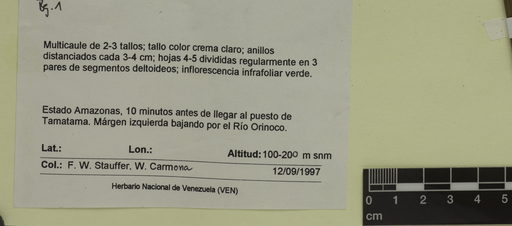 Bg. 1
Multicaule de 2-3 tallos; tallo color crema claro; anillos
distanciados cada 3-4 cm; hojas 4-5 divididas regularmente en 3
pares de segmentos deltoideos; inflorescencia infrafoliar verde.
Estado Amazonas, 10 minutos antes de llegar al puesto de
Tamatama. Márgen izquierda bajando por el Río Orinoco.
Lat.: Lon.: Altitud: 100-200 m snm
Col.: F. W. Stauffer, W. Carmona 12/09/1997
Herbario Nacional de Venezuela (VEN)
0 1 2 3 4 5
cm